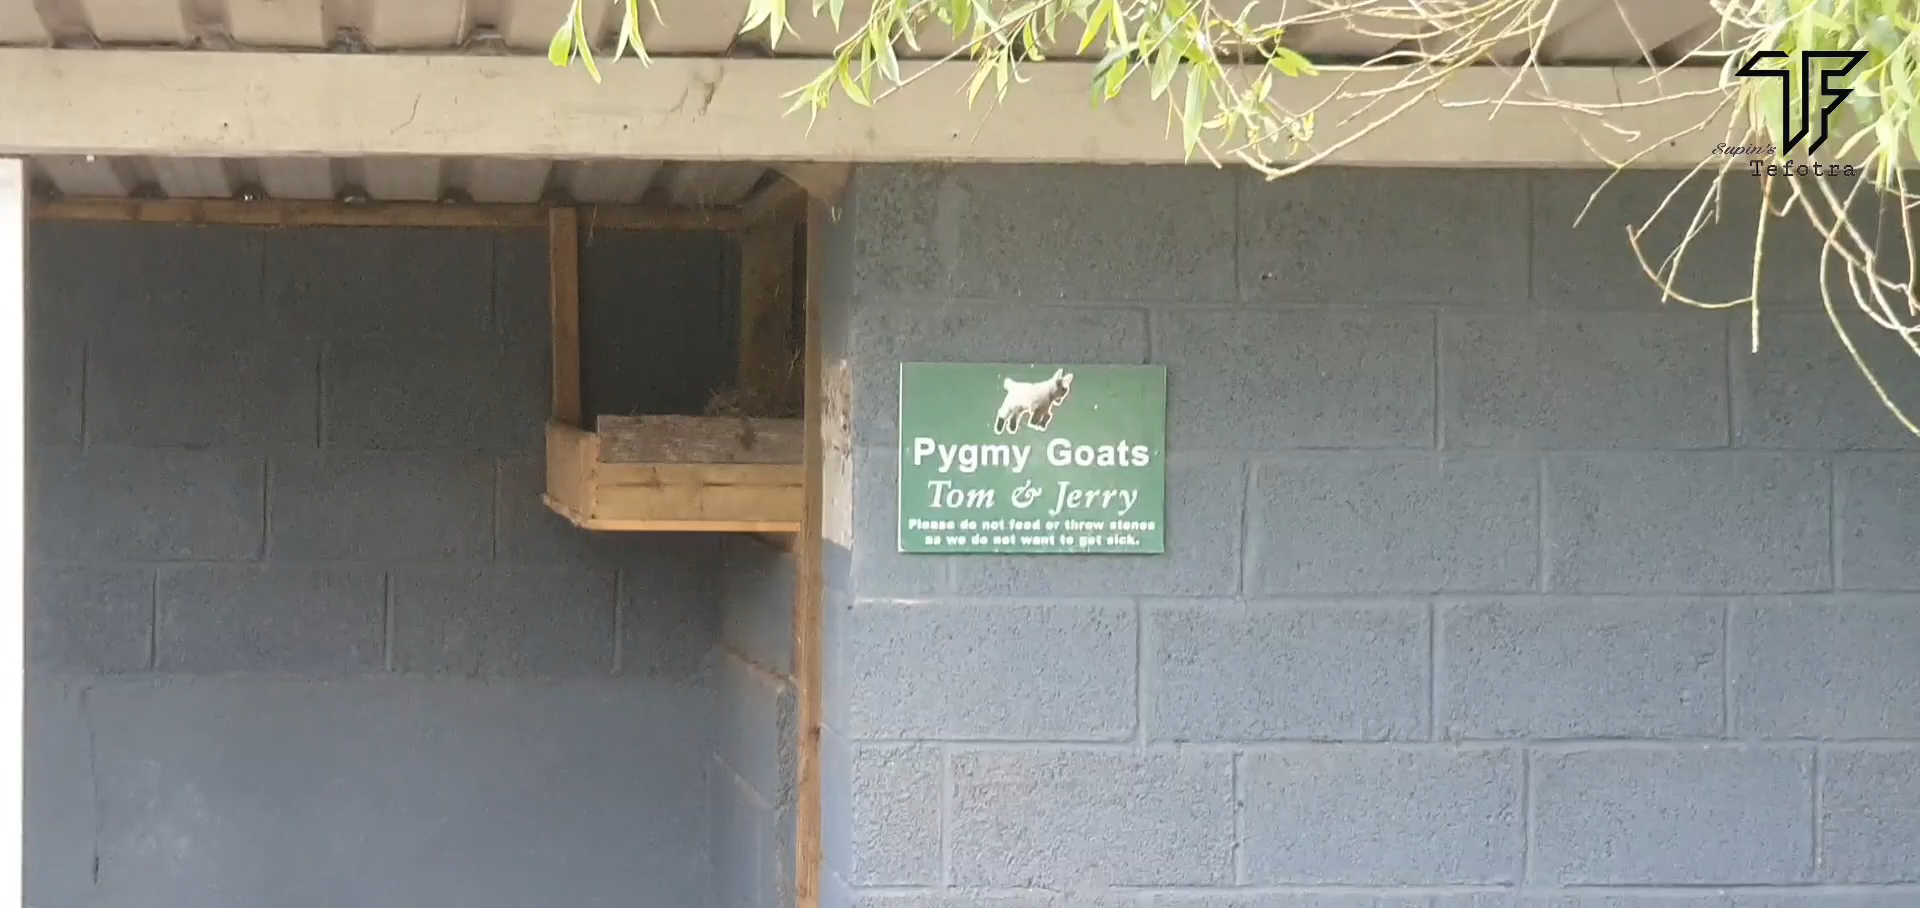 Pygmy Goats
Tom & Jerry
Please do not feed or throw stones
as we do not want to get sick.
TF
Supin's
Tefotra